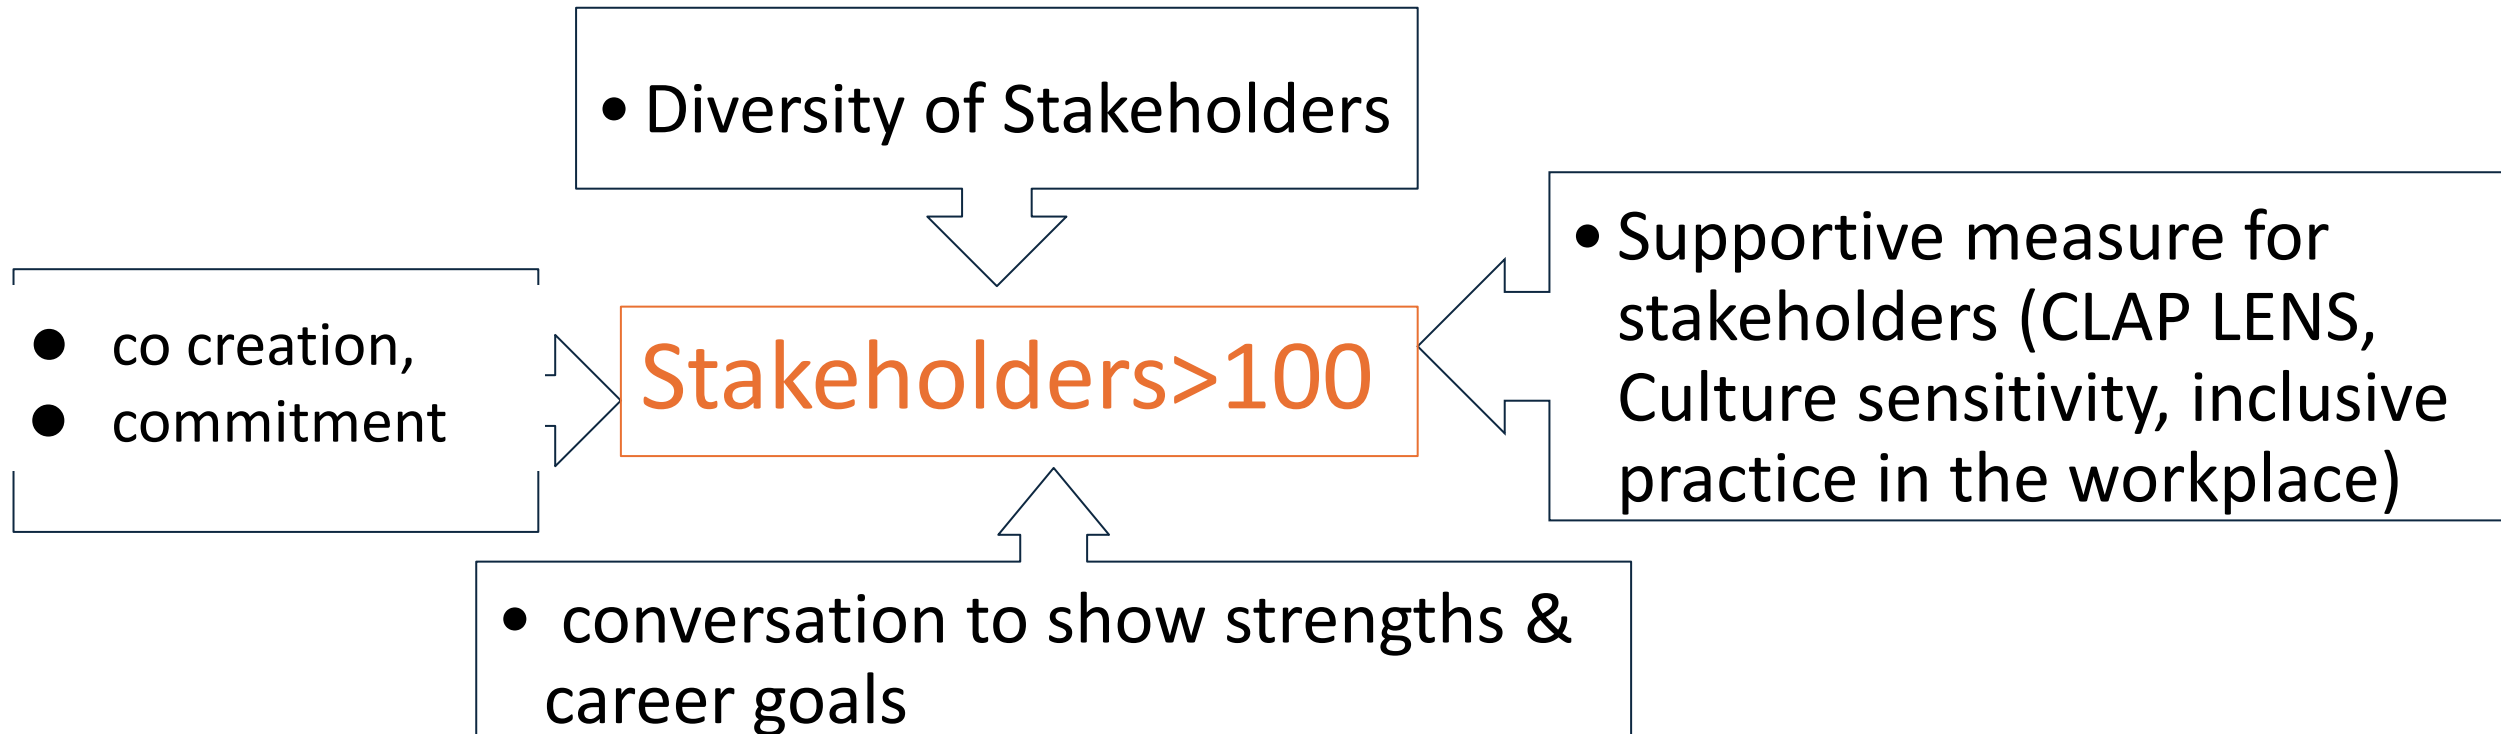 • Diversity of Stakeholders
• Supportive measure for
stakeholders (CLAP LENS,
Culture sensitivity, inclusive
practice in the workplace)
• co creation,
• commitment
Stakeholders>100
• conversation to show strengths &
career goals